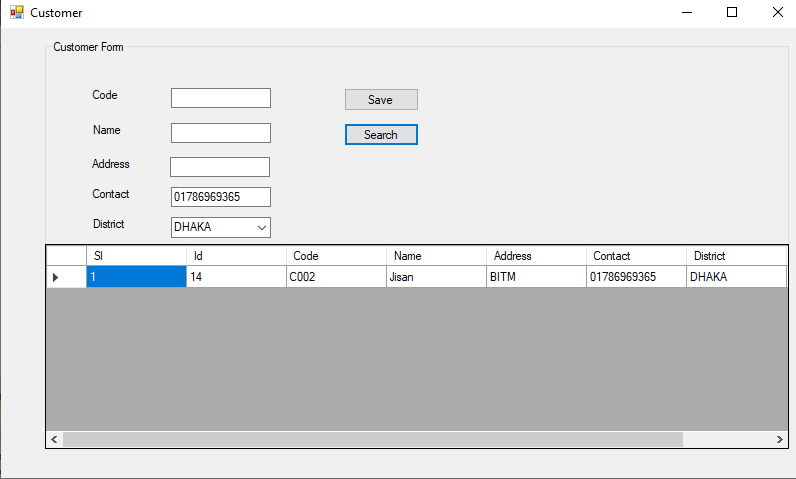 Customer
Customer Form
Code
Save
Name
Search
Address
Contact 01786969365
District DHAKA
Sl Id Code Name Address Contact District
1 14 C002 Jisan BITM 01786969365 DHAKA